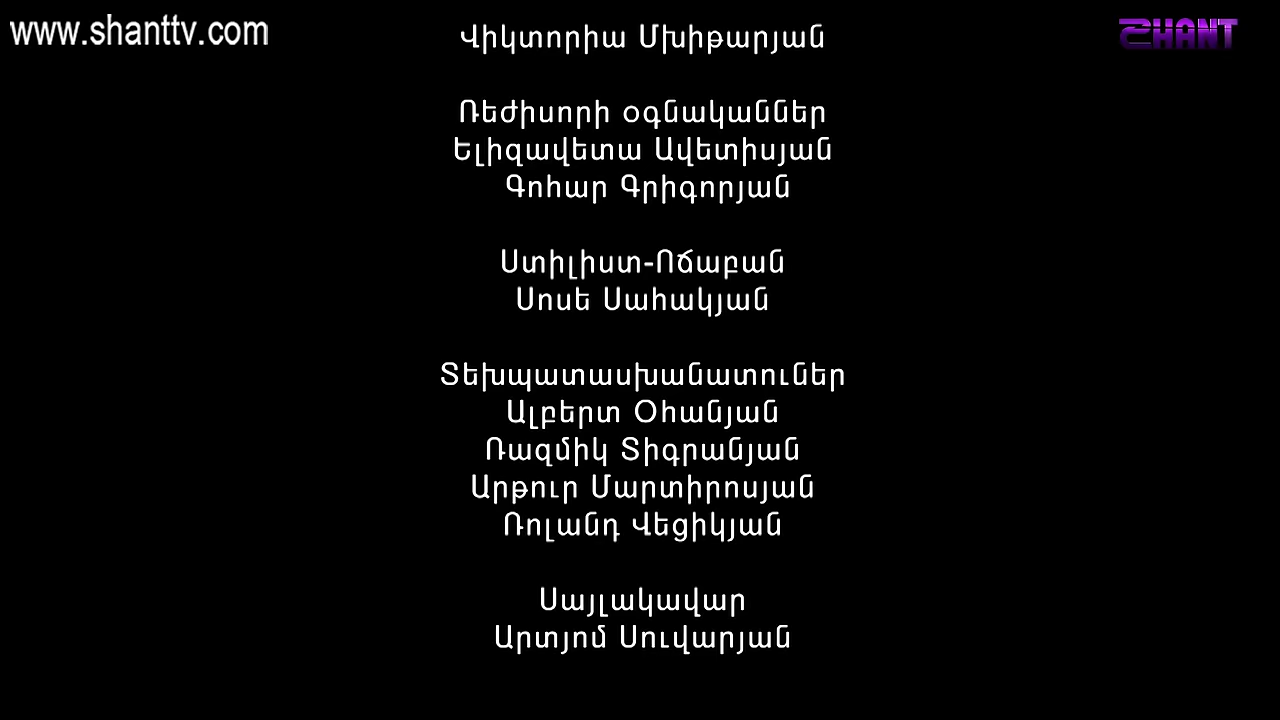 www.shanttv.com
SHANT
Վիկտորիա Մխիթարյան
Ռեժիսորի օգնականներ
Ելիզավետա Ավետիսյան
Գոհար Գրիգորյան
Ստիլիստ-Ոճաբան
Սոսե Սահակյան
Տեխպատասխանատուներ
Ալբերտ Օհանյան
Ռազմիկ Տիգրանյան
Արթուր Մարտիրոսյան
Ռոլանդ Վեցիկյան
Սայլակավար
Արտյոմ Սուվարյան